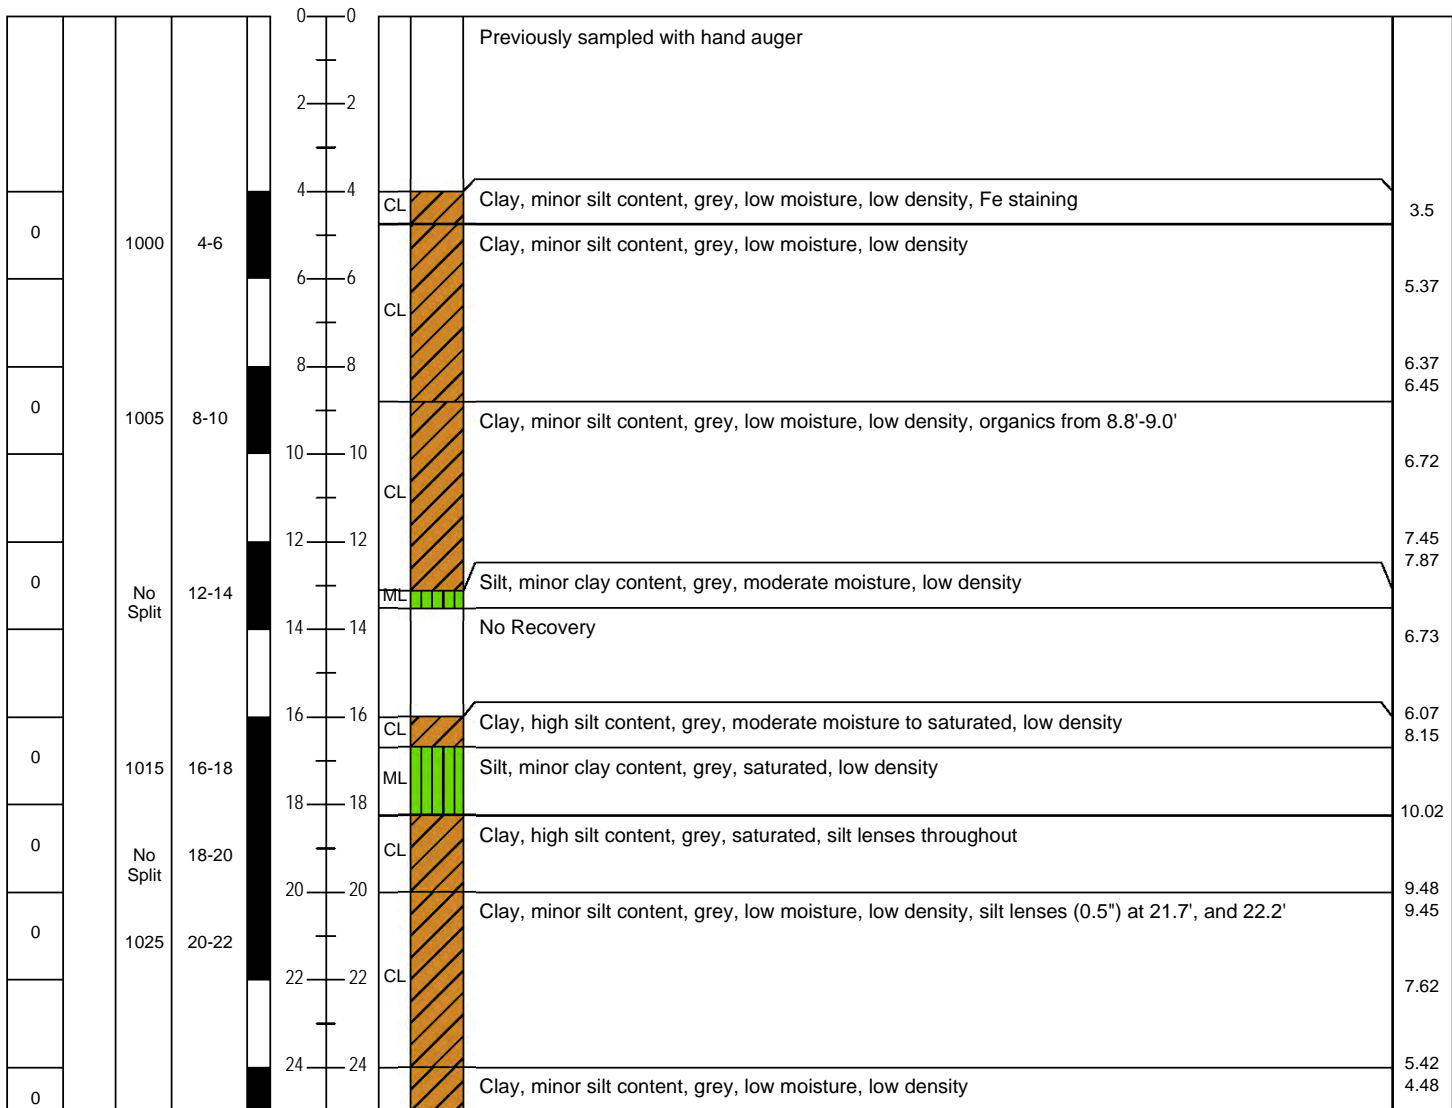 0 0 Previously sampled with hand auger
2 2
4 4 CL Clay, minor silt content, grey, low moisture, low density, Fe staining 3.5
0 1000 4-6 Clay, minor silt content, grey, low moisture, low density
6 6 5.37
CL
8 8 6.37
6.45
0 1005 8-10 Clay, minor silt content, grey, low moisture, low density, organics from 8.8'-9.0'
10 10 6.72
CL
12 12 7.45
7.87
0 No Split 12-14 ML Silt, minor clay content, grey, moderate moisture, low density
14 14 No Recovery 6.73
16 16 6.07
CL Clay, high silt content, grey, moderate moisture to saturated, low density 8.15
0 1015 16-18 ML Silt, minor clay content, grey, saturated, low density
18 18 10.02
0 No Split 18-20 CL Clay, high silt content, grey, saturated, silt lenses throughout
20 20 9.48
Clay, minor silt content, grey, low moisture, low density, silt lenses (0.5") at 21.7', and 22.2' 9.45
0 1025 20-22
22 22 CL 7.62
24 24 5.42
0 Clay, minor silt content, grey, low moisture, low density 4.48